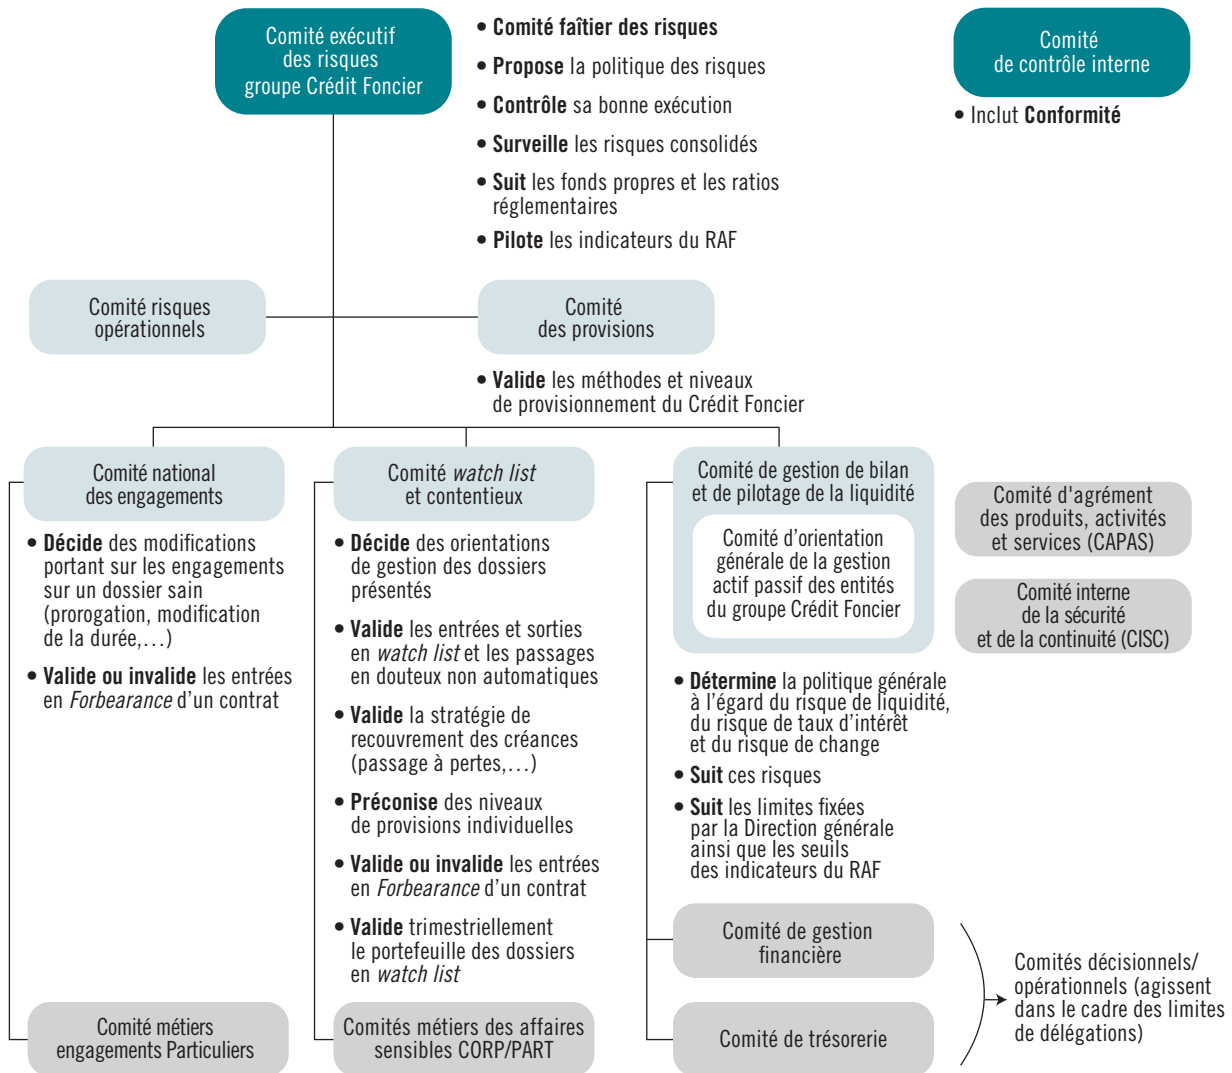 Comité exécutif
des risques
groupe Crédit Foncier
• Comité faîtier des risques
• Propose la politique des risques
• Contrôle sa bonne exécution
• Surveille les risques consolidés
• Suit les fonds propres et les ratios
réglementaires
• Pilote les indicateurs du RAF
Comité
de contrôle interne
• Inclut Conformité
Comité risques
opérationnels
Comité
des provisions
• Valide les méthodes et niveaux
de provisionnement du Crédit Foncier
Comité national
des engagements
• Décide des modifications
portant sur les engagements
sur un dossier sain
(prorogation, modification
de la durée,…)
• Valide ou invalide les entrées
en Forbearance d’un contrat
Comité métiers
engagements Particuliers
Comité watch list
et contentieux
• Décide des orientations
de gestion des dossiers
présentés
• Valide les entrées et sorties
en watch list et les passages
en douteux non automatiques
• Valide la stratégie de
recouvrement des créances
(passage à pertes,…)
• Préconise des niveaux
de provisions individuelles
• Valide ou invalide les entrées
en Forbearance d’un contrat
• Valide trimestriellement
le portefeuille des dossiers
en watch list
Comités métiers des affaires
sensibles CORP/PART
Comité de gestion de bilan
et de pilotage de la liquidité
Comité d’orientation
générale de la gestion
actif passif des entités
du groupe Crédit Foncier
• Détermine la politique générale
à l’égard du risque de liquidité,
du risque de taux d’intérêt
et du risque de change
• Suit ces risques
• Suit les limites fixées
par la Direction générale
ainsi que les seuils
des indicateurs du RAF
Comité de gestion
financière
Comité de trésorerie
Comité d'agrément
des produits, activités
et services (CAPAS)
Comité interne
de la sécurité
et de la continuité (CISC)
Comités décisionnels/
opérationnels (agissent
dans le cadre des limites
de délégations)